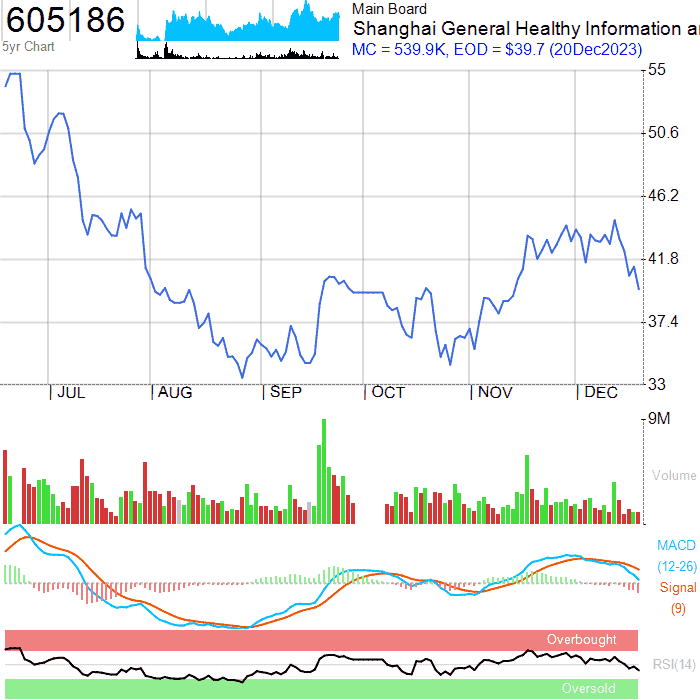 605186
5yr Chart
Main Board
Shanghai General Healthy Information a
MC = 539.9K, EOD = $39.7 (20Dec2023)
55
50.6
46.2
41.8
37.4
33
JUL AUG SEP OCT NOV DEC
9M
Volume
MACD
(12-26)
Signal
(9)
Overbought
RSI(14)
Oversold